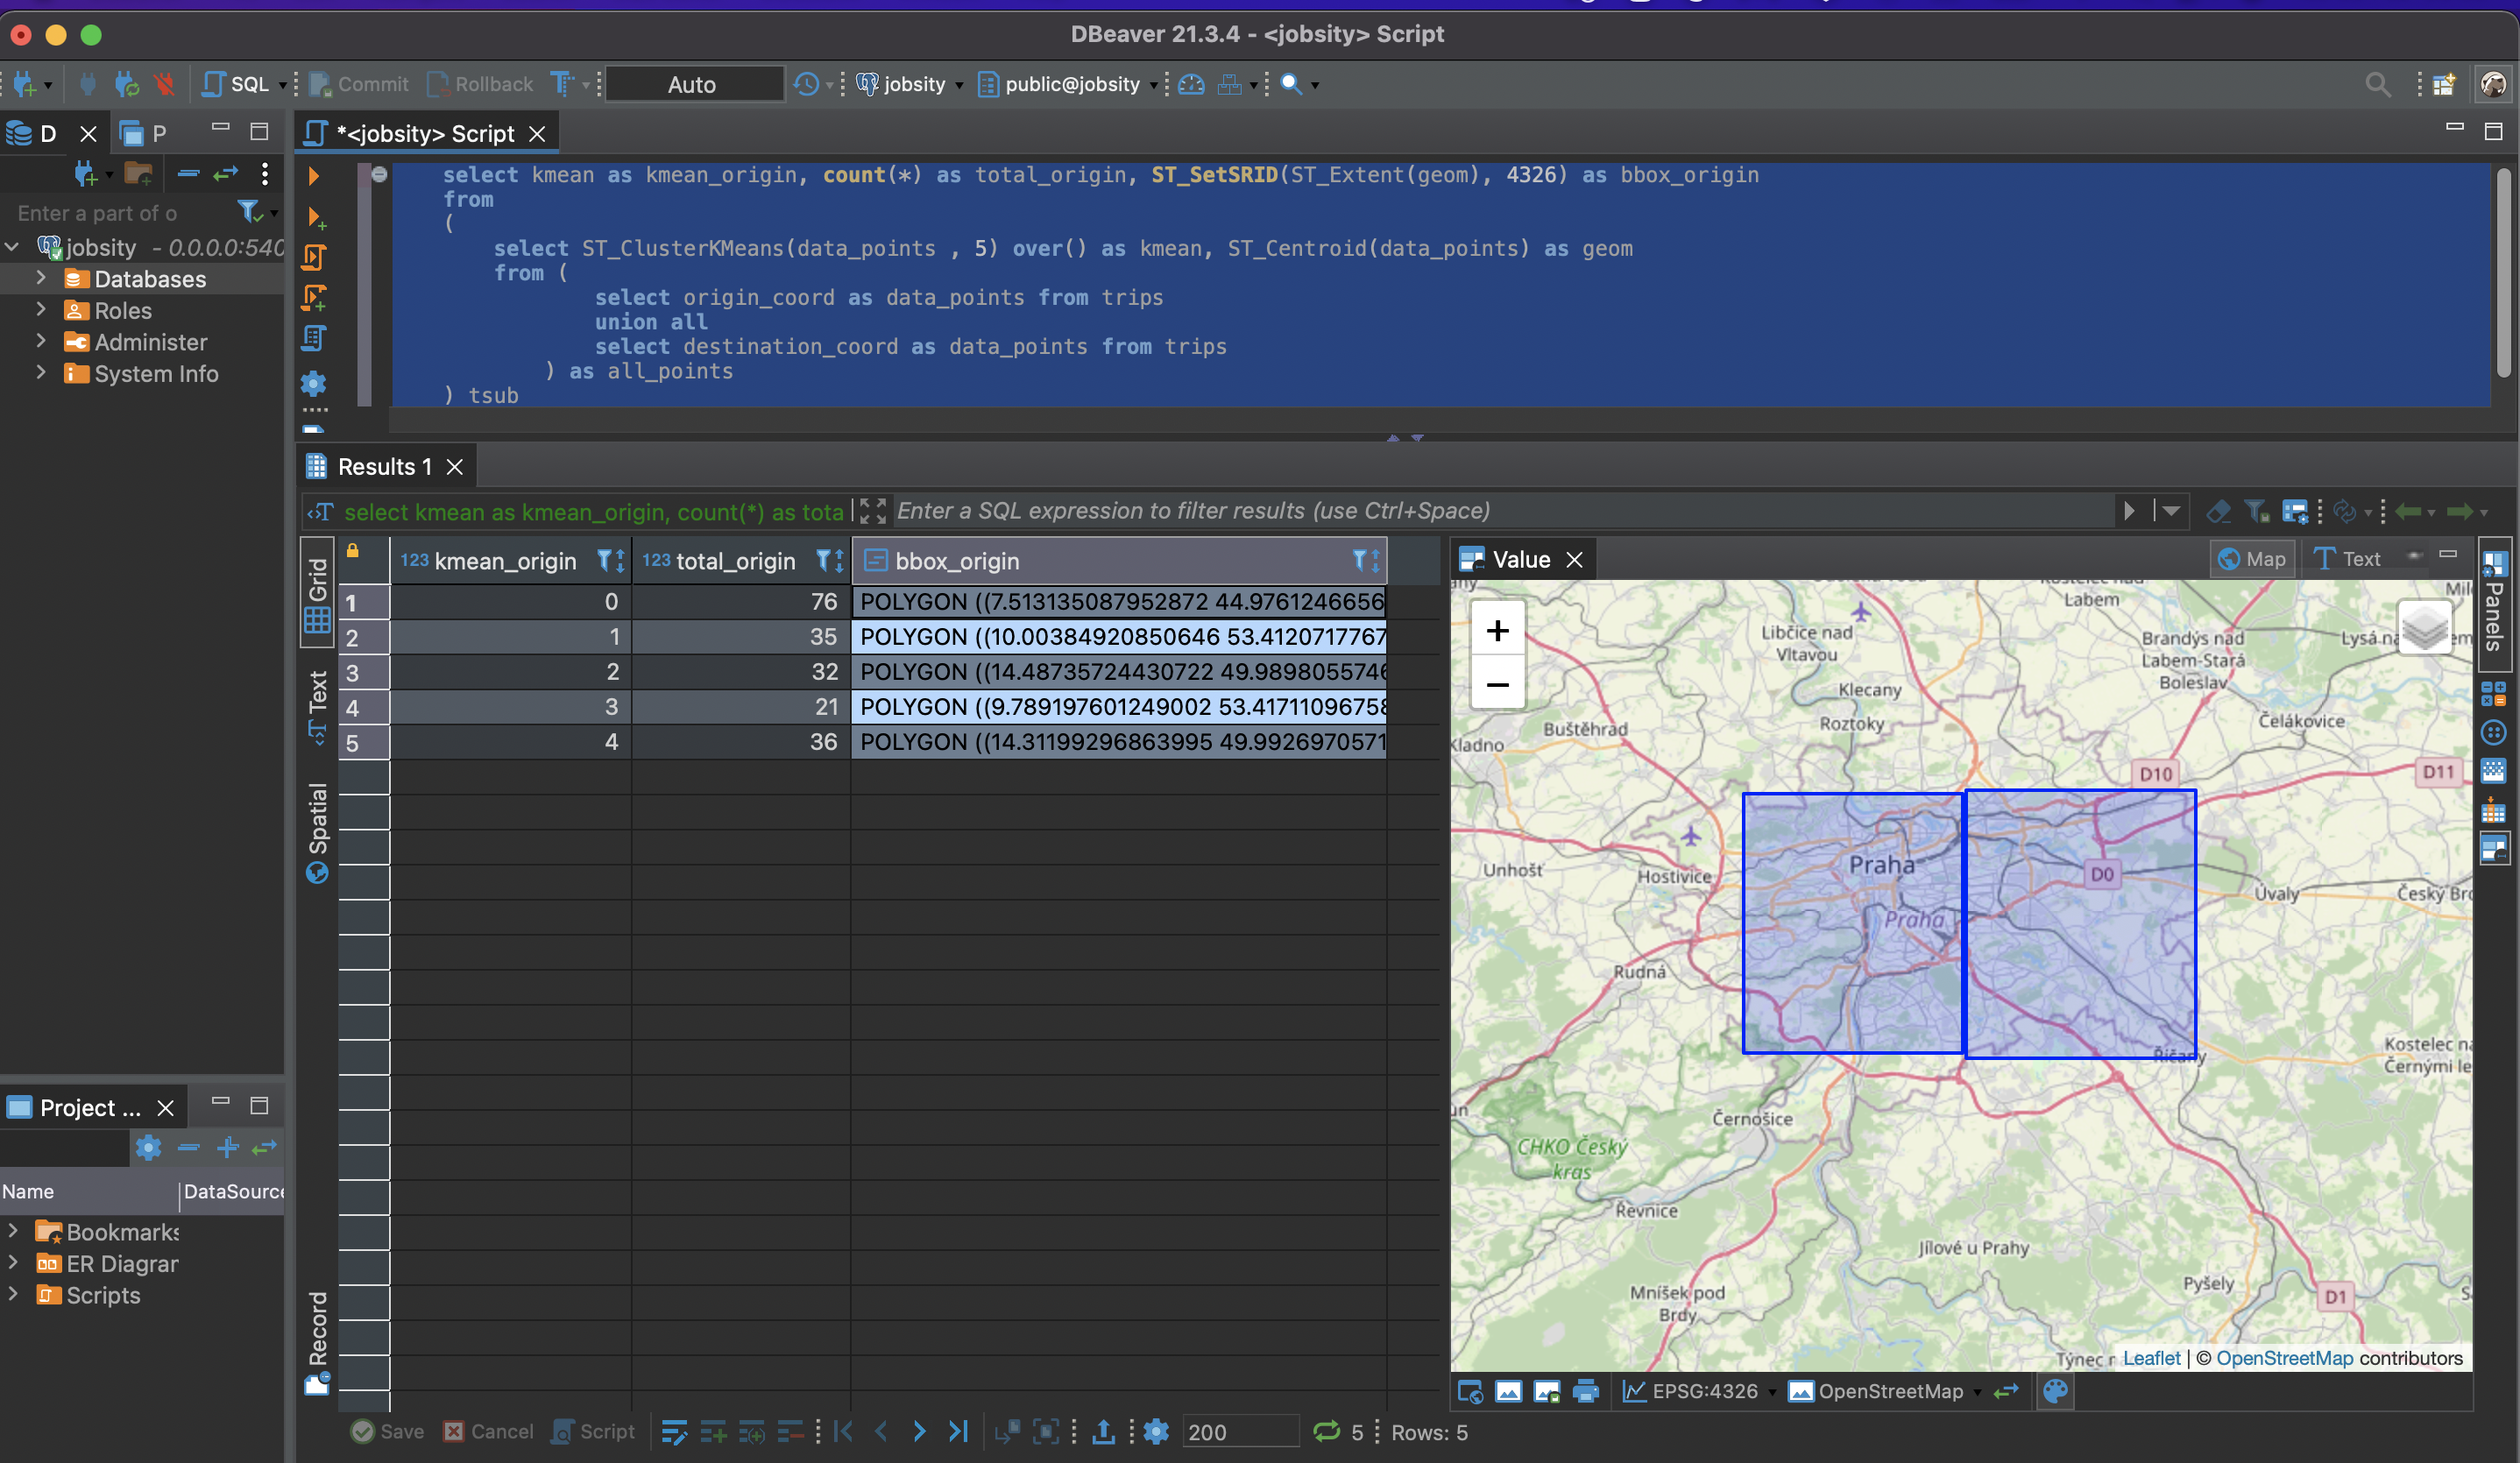 DBeaver 21.3.4 - <jobsity> Script
SQL
Commit
Rollback
Auto
jobsity
public@jobsity
D
P
*<jobsity> Script
Enter a part of o
jobsity - 0.0.0.0:540
Databases
Roles
Administer
System Info
select kmean as kmean_origin, count(*) as total_origin, ST_SetSRID(ST_Extent(geom), 4326) as bbox_origin
from
(
select ST_ClusterKMeans(data_points , 5) over() as kmean, ST_Centroid(data_points) as geom
from (
select origin_coord as data_points from trips
union all
select destination_coord as data_points from trips
) as all_points
) tsub
Results 1
select kmean as kmean_origin, count(*) as tota
Enter a SQL expression to filter results (use Ctrl+Space)
Grid
Text
Spatial
Record
123 kmean_origin 123 total_origin bbox_origin
1 0 76 POLYGON ((7.513135087952872 44.9761246656
2 1 35 POLYGON ((10.00384920850646 53.4120717767
3 2 32 POLYGON ((14.48735724430722 49.9898055746
4 3 21 POLYGON ((9.789197601249002 53.4171109675
5 4 36 POLYGON ((14.31199296863995 49.9926970571
Value
Map
Text
Panels
+
−
Labem
Libčice nad
Vltavou
Brandýs nad
Labem-Stará
Boleslav
Klecany
Roztoky
Čelákovice
Buštěhrad
Kladno
D10
D11
Praha
D0
Unhošť
Hostivice
Úvaly
Český Bro
Praha
Rudná
Říčany
Kostelec na
Černými le
Černošice
CHKO Český
kras
Řevnice
Jílové u Prahy
Pyšely
Mníšek pod
Brdy
D1
Týnec
Leaflet | © OpenStreetMap contributors
EPSG:4326
OpenStreetMap
Project ...
Name
DataSource
Bookmarks
ER Diagrar
Scripts
Save
Cancel
Script
200
5
Rows: 5